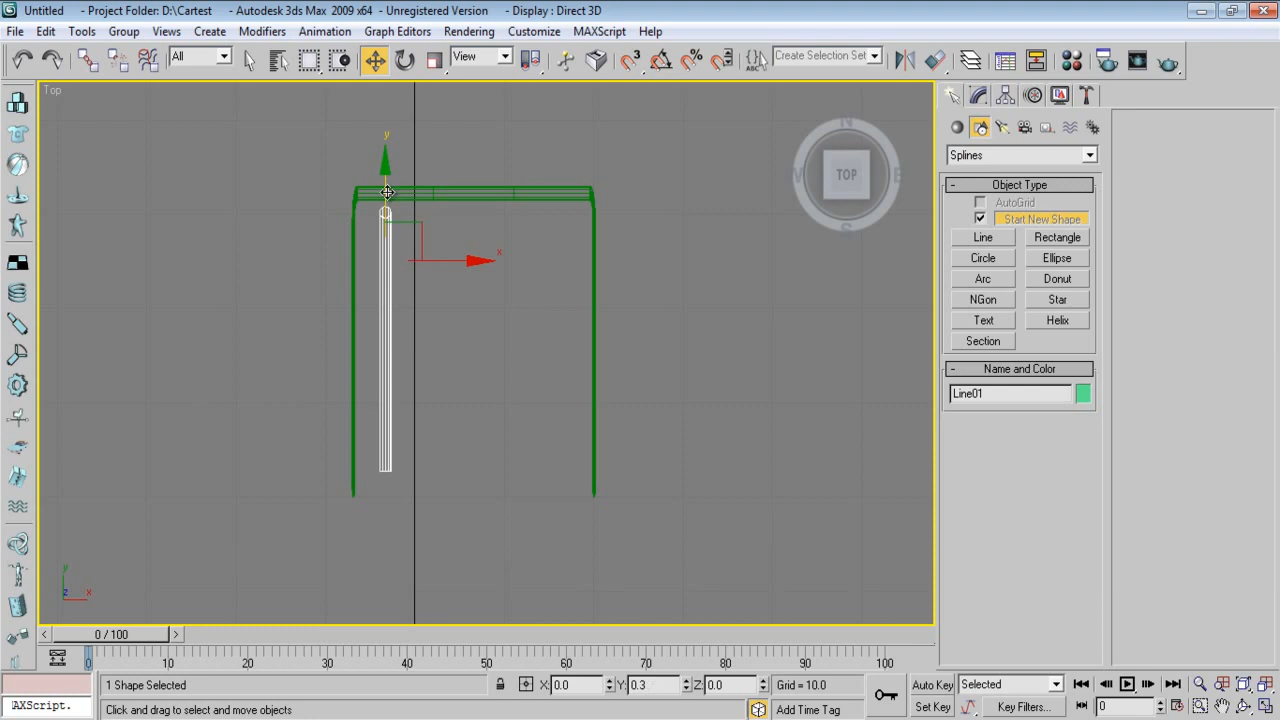 Untitled - Project Folder: D:\Cartest - Autodesk 3ds Max 2009 x64 - Unregistered Version - Display : Direct 3D
File Edit Tools Group Views Create Modifiers Animation Graph Editors Rendering Customize MAXScript Help
All View ABC Create Selection Set
Top
y
x
N
TOP
E
S
Splines
- Object Type
AutoGrid
Start New Shape
Line Rectangle
Circle Ellipse
Arc Donut
NGon Star
Text Helix
Section
- Name and Color
Line01
y
z x
< 0 / 100 >
0 10 20 30 40 50 60 70 80 90 100
1 Shape Selected X: 0.0 Y: 0.3 Z: 0.0 Grid = 10.0 Auto Key Selected
AXScript. Click and drag to select and move objects Add Time Tag Set Key Key Filters... 0